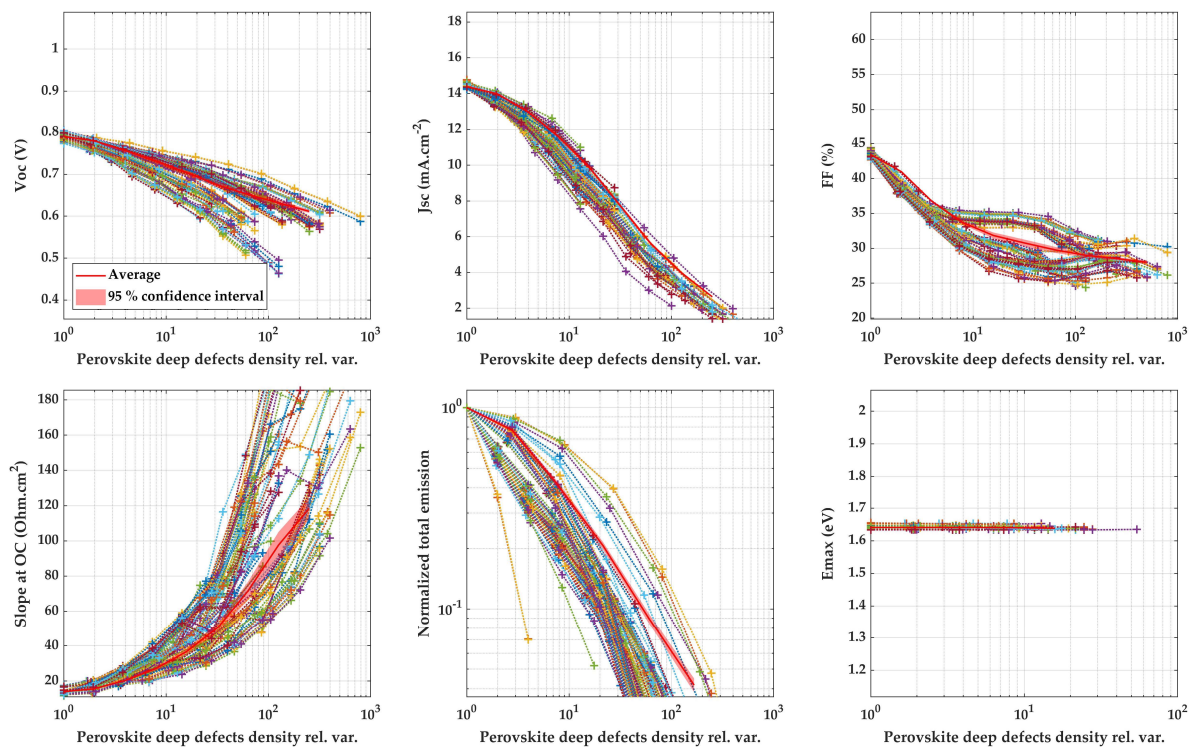 1
0.9
0.8
0.7
0.6
0.5
0.4
Voc (V)
Average
95 % confidence interval
10^0 10^1 10^2 10^3
Perovskite deep defects density rel. var.
18
16
14
12
10
8
6
4
2
Jsc (mA.cm^-2)
10^0 10^1 10^2 10^3
Perovskite deep defects density rel. var.
60
55
50
45
40
35
30
25
20
FF (%)
10^0 10^1 10^2 10^3
Perovskite deep defects density rel. var.
180
160
140
120
100
80
60
40
20
Slope at OC (Ohm.cm^2)
10^0 10^1 10^2 10^3
Perovskite deep defects density rel. var.
10^0
10^-1
Normalized total emission
10^0 10^1 10^2 10^3
Perovskite deep defects density rel. var.
2
1.9
1.8
1.7
1.6
1.5
1.4
1.3
1.2
Emax (eV)
10^0 10^1 10^2
Perovskite deep defects density rel. var.